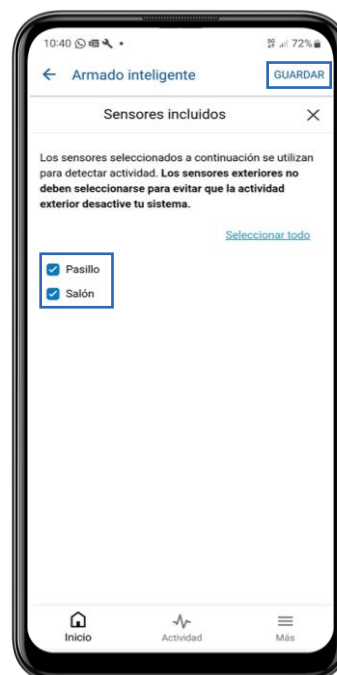 10:40 72%
Armado inteligente GUARDAR
Sensores incluidos
Los sensores seleccionados a continuación se utilizan
para detectar actividad. Los sensores exteriores no
deben seleccionarse para evitar que la actividad
exterior desactive tu sistema.
Seleccionar todo
Pasillo
Salón
Inicio Actividad Más